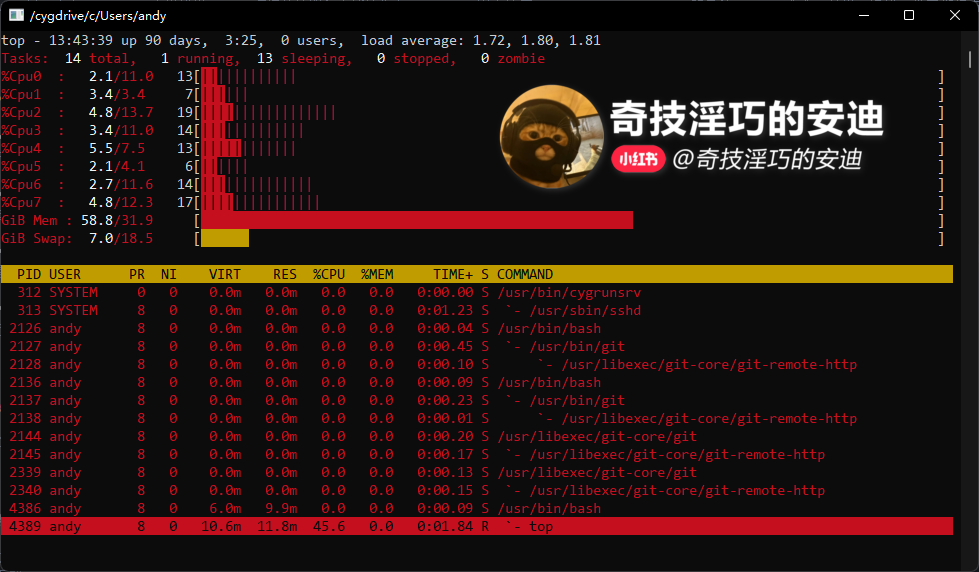 /cygdrive/c/Users/andy
top - 13:43:39 up 90 days,  3:25,  0 users,  load average: 1.72, 1.80, 1.81
Tasks:  14 total,   1 running,  13 sleeping,   0 stopped,   0 zombie
%Cpu0  :   2.1/11.0   13[||||||||||||]
%Cpu1  :   3.4/3.4     7[||||||]
%Cpu2  :   4.8/13.7   19[|||||||||||||||||]
%Cpu3  :   3.4/11.0   14[|||||||||||||]
%Cpu4  :   5.5/7.5    13[||||||||||||]
%Cpu5  :   2.1/4.1     6[||||||]
%Cpu6  :   2.7/11.6   14[||||||||||||||]
%Cpu7  :   4.8/12.3   17[|||||||||||||||]
GiB Mem : 58.8/31.9     [ ]
GiB Swap:  7.0/18.5     [ ]
奇技淫巧的安迪
小红书 @奇技淫巧的安迪
PID USER      PR  NI    VIRT    RES  %CPU  %MEM     TIME+ S COMMAND
312 SYSTEM     0   0    0.0m   0.0m   0.0   0.0   0:00.00 S /usr/bin/cygrunsrv
313 SYSTEM     8   0    0.0m   0.0m   0.0   0.0   0:01.23 S  `- /usr/sbin/sshd
2126 andy       8   0    0.0m   0.0m   0.0   0.0   0:00.04 S /usr/bin/bash
2127 andy       8   0    0.0m   0.0m   0.0   0.0   0:00.45 S  `- /usr/bin/git
2128 andy       8   0    0.0m   0.0m   0.0   0.0   0:00.10 S      `- /usr/libexec/git-core/git-remote-http
2136 andy       8   0    0.0m   0.0m   0.0   0.0   0:00.09 S /usr/bin/bash
2137 andy       8   0    0.0m   0.0m   0.0   0.0   0:00.23 S  `- /usr/bin/git
2138 andy       8   0    0.0m   0.0m   0.0   0.0   0:00.01 S      `- /usr/libexec/git-core/git-remote-http
2144 andy       8   0    0.0m   0.0m   0.0   0.0   0:00.20 S /usr/libexec/git-core/git
2145 andy       8   0    0.0m   0.0m   0.0   0.0   0:00.17 S  `- /usr/libexec/git-core/git-remote-http
2339 andy       8   0    0.0m   0.0m   0.0   0.0   0:00.13 S /usr/libexec/git-core/git
2340 andy       8   0    0.0m   0.0m   0.0   0.0   0:00.15 S  `- /usr/libexec/git-core/git-remote-http
4386 andy       8   0    6.0m   9.9m   0.0   0.0   0:00.09 S /usr/bin/bash
4389 andy       8   0   10.6m  11.8m  45.6   0.0   0:01.84 R  `- top